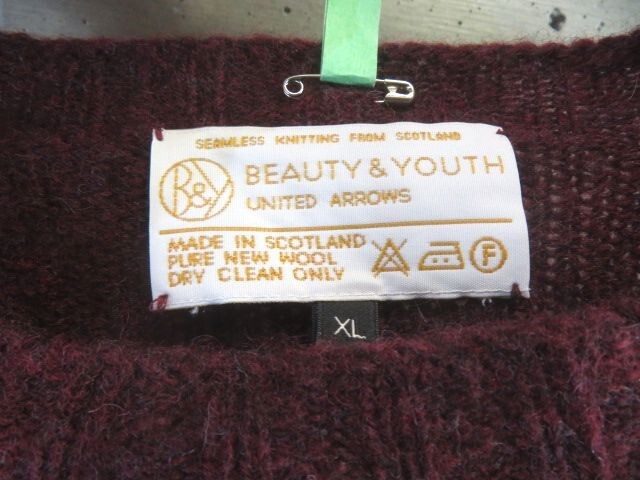 SEAMLESS KNITTING FROM SCOTLAND
B&Y BEAUTY & YOUTH
UNITED ARROWS
MADE IN SCOTLAND
PURE NEW WOOL
DRY CLEAN ONLY
F
XL